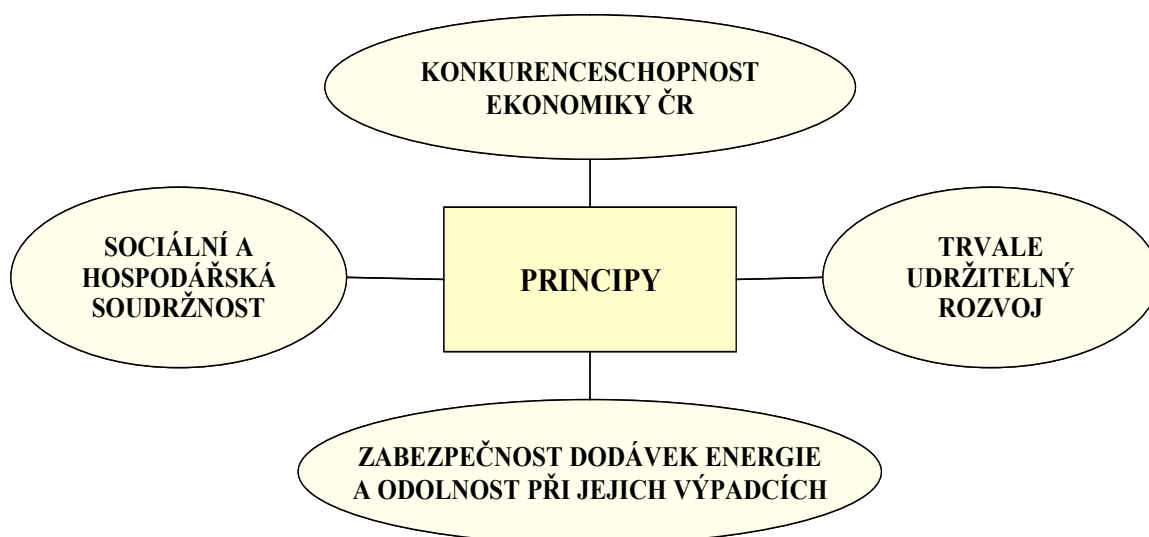 KONKURENCESCHOPNOST
EKONOMIKY ČR
SOCIÁLNÍ A
HOSPODÁŘSKÁ
SOUDRŽNOST
PRINCIPY
TRVALE
UDRŽITELNÝ
ROZVOJ
ZABEZPEČNOST DODÁVEK ENERGIE
A ODOLNOST PŘI JEJICH VÝPADCÍCH